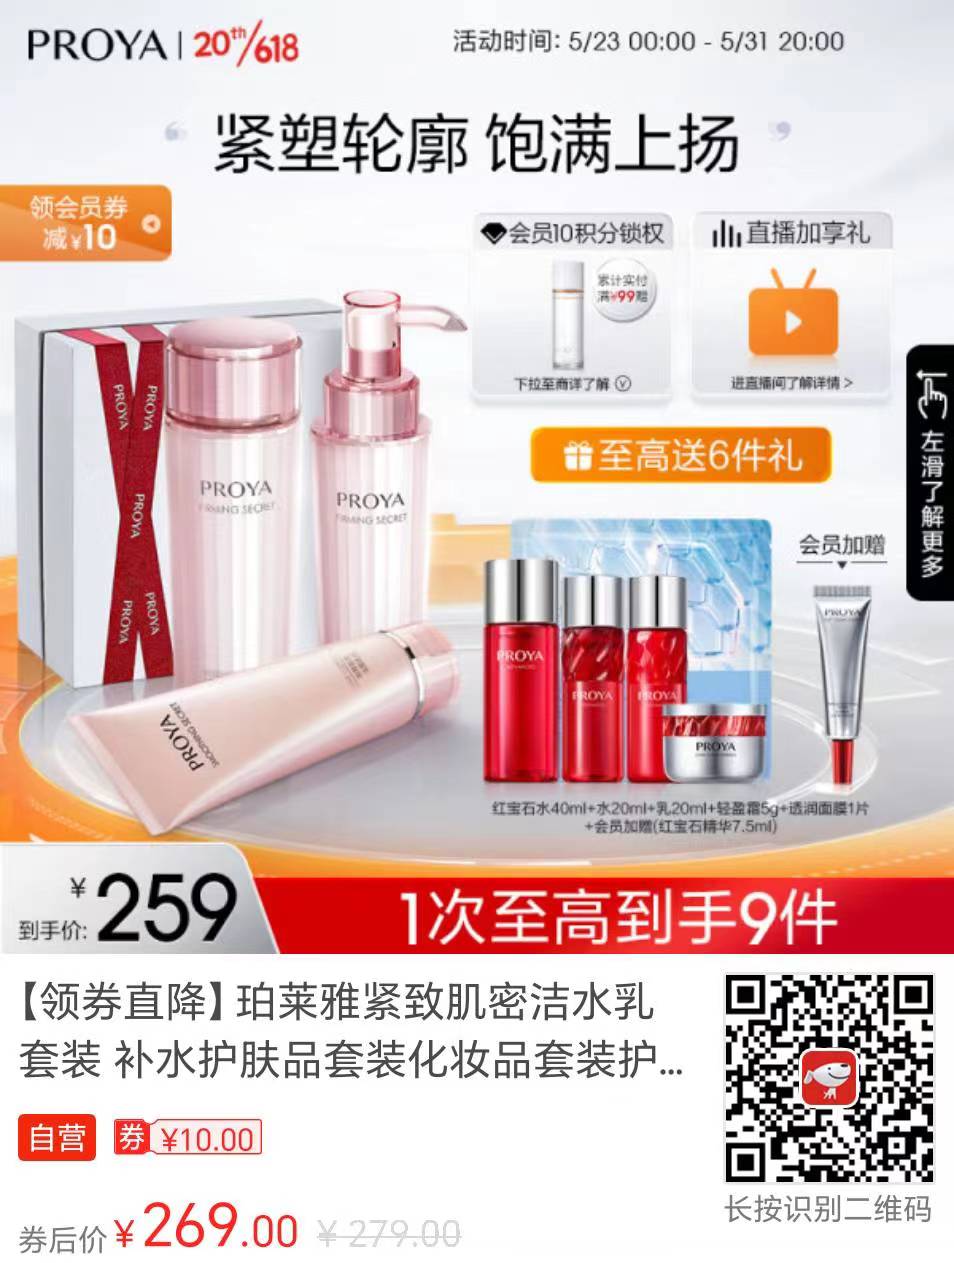 PROYA | 20th/618
活动时间: 5/23 00:00 - 5/31 20:00
紧塑轮廓 饱满上扬
领会员券
减¥10
会员10积分锁权
累计实付
满¥99赠
下拉至商详了解
直播加享礼
进直播间了解详情 >
左滑了解更多
至高送6件礼
会员加赠
PROYA
PROYA
PROYA
PROYA
PROYA
PROYA
FIRMING SECRET
PROYA
FIRMING SECRET
PROYA
SMOOTHING SECRET
PROYA
PROYA
PROYA
PROYA
PROYA
红宝石水40ml+水20ml+乳20ml+轻盈霜5g+透润面膜1片
+会员加赠(红宝石精华7.5ml)
¥259
到手价:
1次至高到手9件
【领券直降】珀莱雅紧致肌密洁水乳
套装 补水护肤品套装化妆品套装护...
自营 券 ¥10.00
长按识别二维码
券后价 ¥269.00 ¥279.00